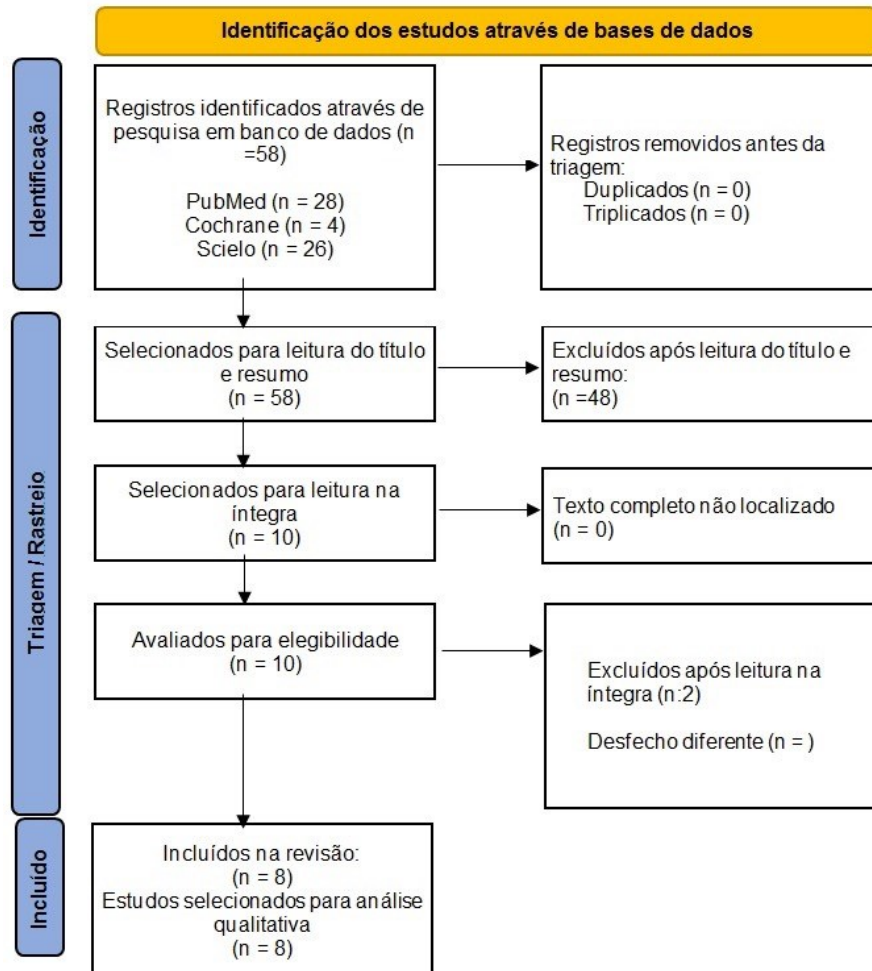 Identificação dos estudos através de bases de dados
Identificação
Registros identificados através de
pesquisa em banco de dados (n
=58)
PubMed (n = 28)
Cochrane (n = 4)
Scielo (n = 26)
Registros removidos antes da
triagem:
Duplicados (n = 0)
Triplicados (n = 0)
Triagem / Rastreio
Selecionados para leitura do título
e resumo
(n = 58)
Excluídos após leitura do título e
resumo:
(n =48)
Selecionados para leitura na
íntegra
(n = 10)
Texto completo não localizado
(n = 0)
Avaliados para elegibilidade
(n = 10)
Excluídos após leitura na
íntegra (n:2)
Desfecho diferente (n = )
Incluído
Incluídos na revisão:
(n = 8)
Estudos selecionados para análise
qualitativa
(n = 8)